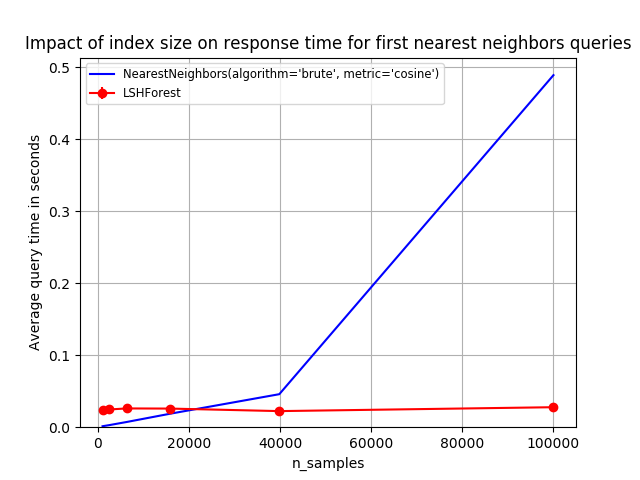 Impact of index size on response time for first nearest neighbors queries
NearestNeighbors(algorithm='brute', metric='cosine')
LSHForest
0.5
0.4
0.3
0.2
0.1
0.0
Average query time in seconds
0 20000 40000 60000 80000 100000
n_samples